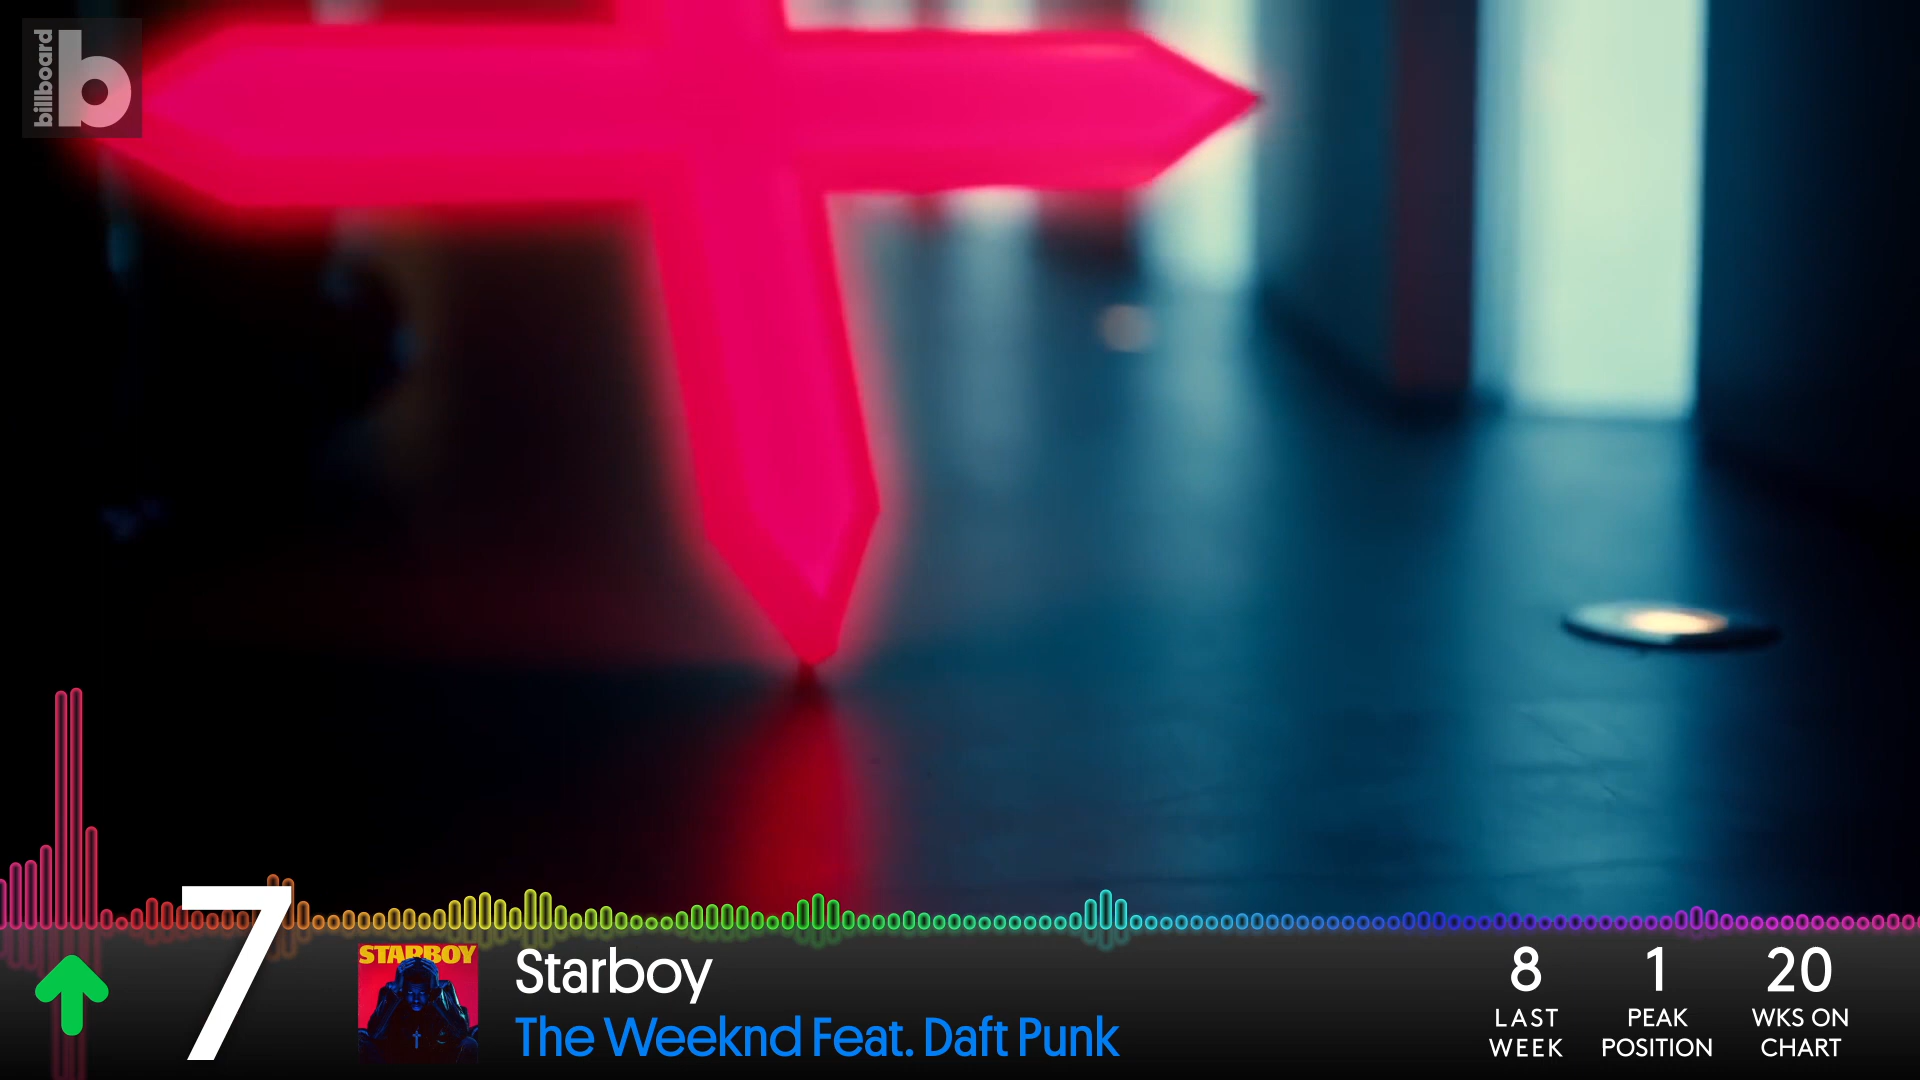 billboard b
7
STARBOY
Starboy
The Weeknd Feat. Daft Punk
8
LAST
WEEK
1
PEAK
POSITION
20
WKS ON
CHART